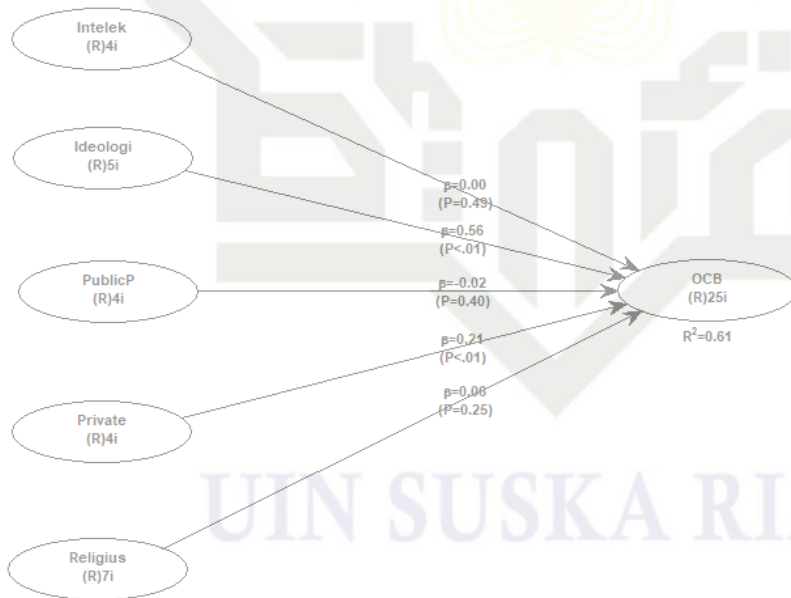 Intelek
(R)4i
Ideologi
(R)5i
β=0.00
(P=0.49)
β=0.56
(P<.01)
PublicP
(R)4i
β=-0.02
(P=0.40)
OCB
(R)25i
R²=0.61
β=0.21
(P<.01)
Private
(R)4i
β=0.06
(P=0.25)
UIN SUSKA RI
Religius
(R)7i